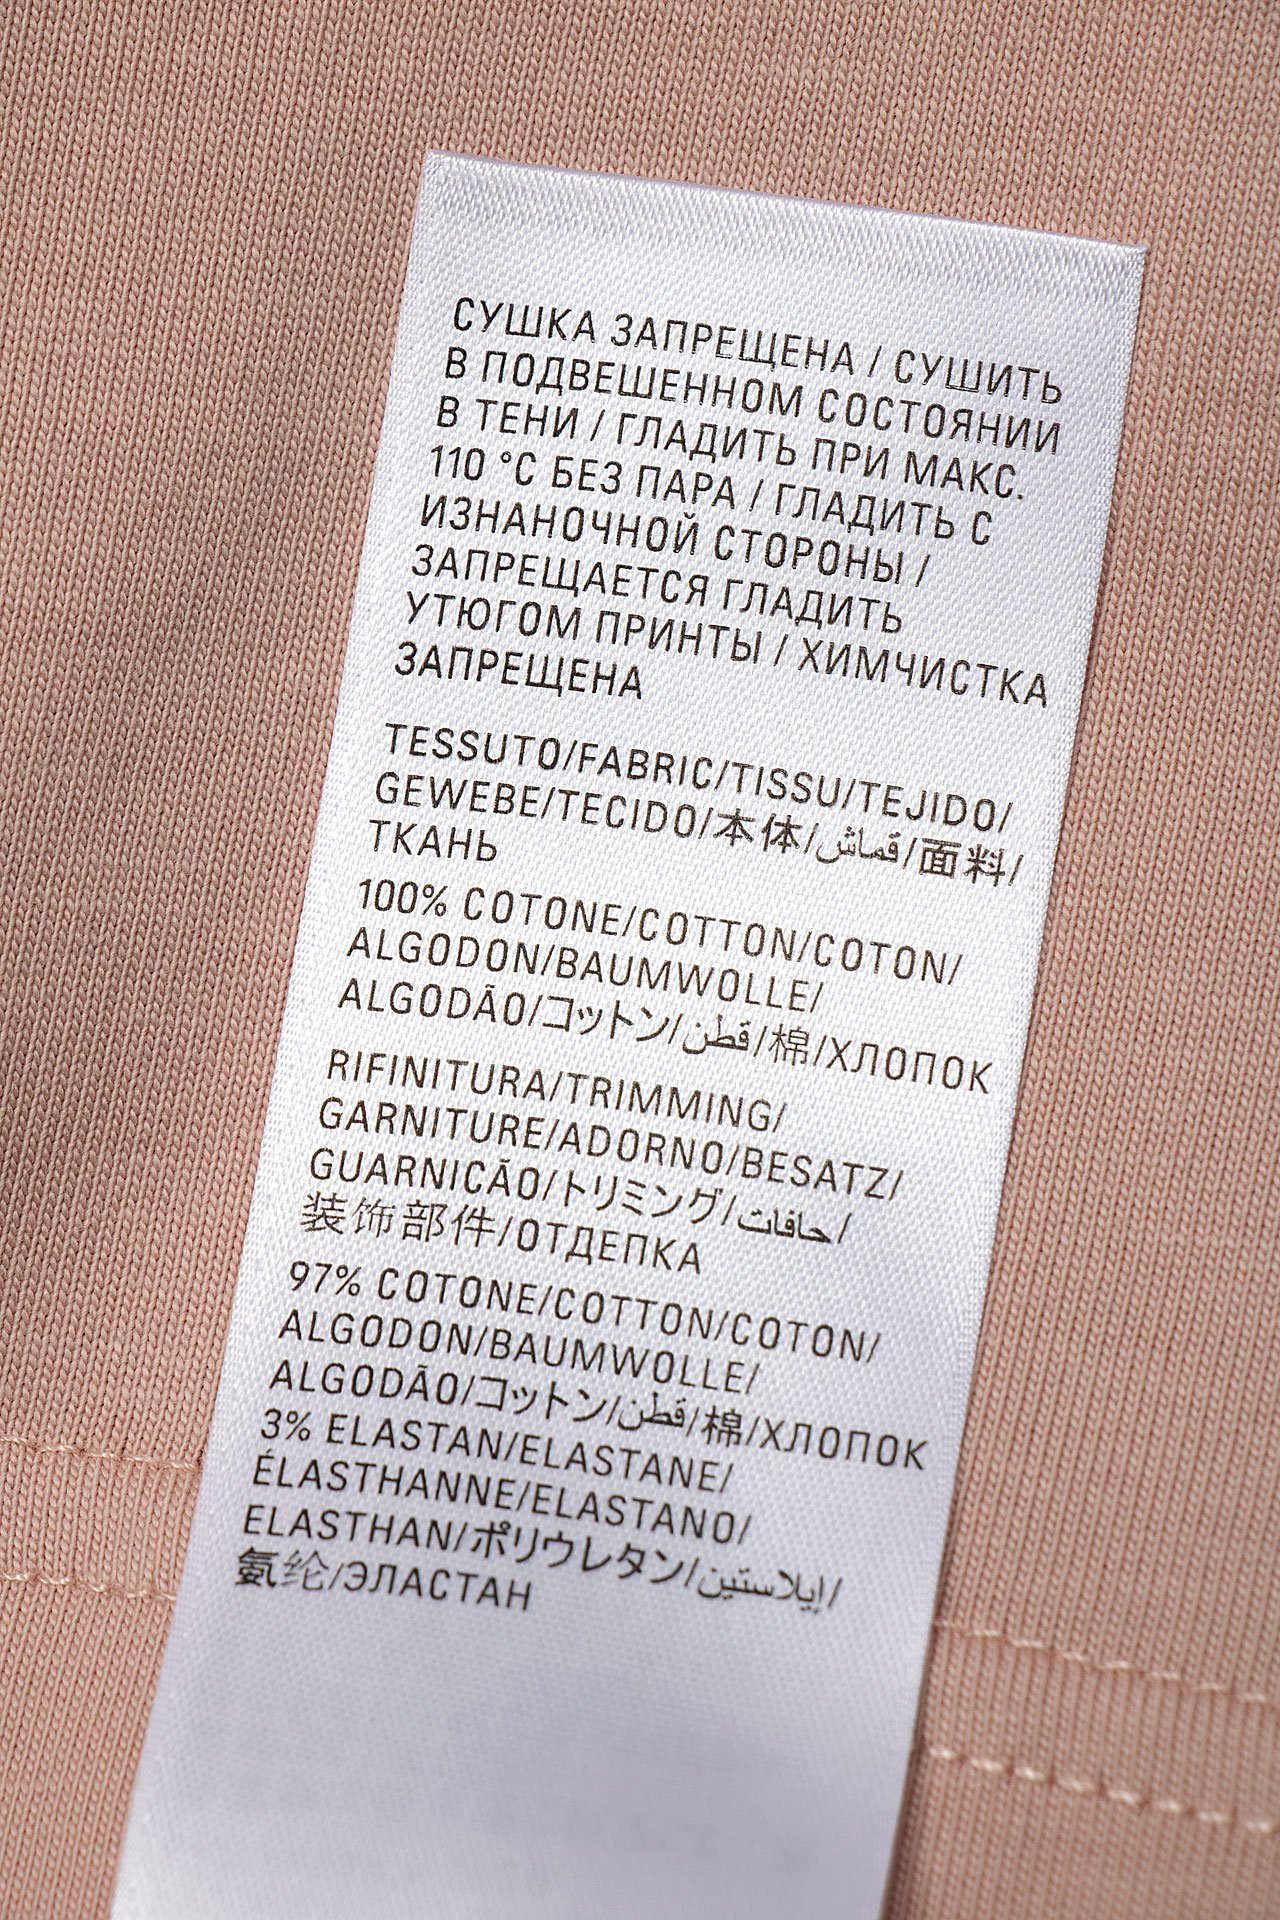 СУШКА ЗАПРЕЩЕНА / СУШИТЬ
В ПОДВЕШЕННОМ СОСТОЯНИИ
В ТЕНИ / ГЛАДИТЬ ПРИ МАКС.
110 °C БЕЗ ПАРА / ГЛАДИТЬ С
ИЗНАНОЧНОЙ СТОРОНЫ /
ЗАПРЕЩАЕТСЯ ГЛАДИТЬ
УТЮГОМ ПРИНТЫ / ХИМЧИСТКА
ЗАПРЕЩЕНА
TESSUTO/FABRIC/TISSU/TEJIDO/
GEWEBE/TECIDO/本体/قماش/面料/
ТКАНЬ
100% COTONE/COTTON/COTON/
ALGODON/BAUMWOLLE/
ALGODÃO/コットン/قطن/棉/ХЛОПОК
RIFINITURA/TRIMMING/
GARNITURE/ADORNO/BESATZ/
GUARNICÃO/トリミング/حافات/
装饰部件/ОТДЕПКА
97% COTONE/COTTON/COTON/
ALGODON/BAUMWOLLE/
ALGODÃO/コットン/قطن/棉/ХЛОПОК
3% ELASTAN/ELASTANE/
ÉLASTHANNE/ELASTANO/
ELASTHAN/ポリウレタン/إيلاستين/
氨纶/ЭЛАСТАН